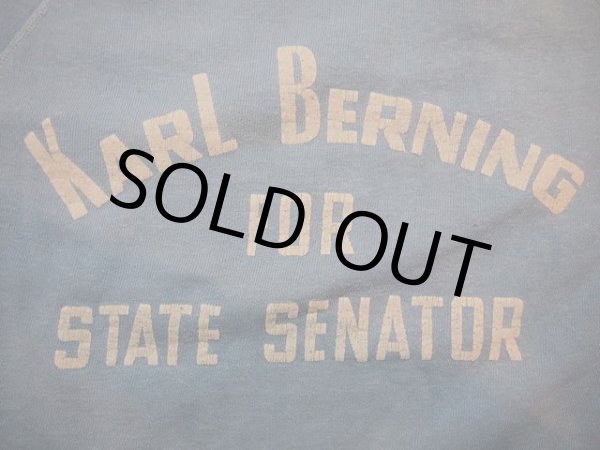 KARL BERNING
FOR
SOLD OUT
STATE SENATOR